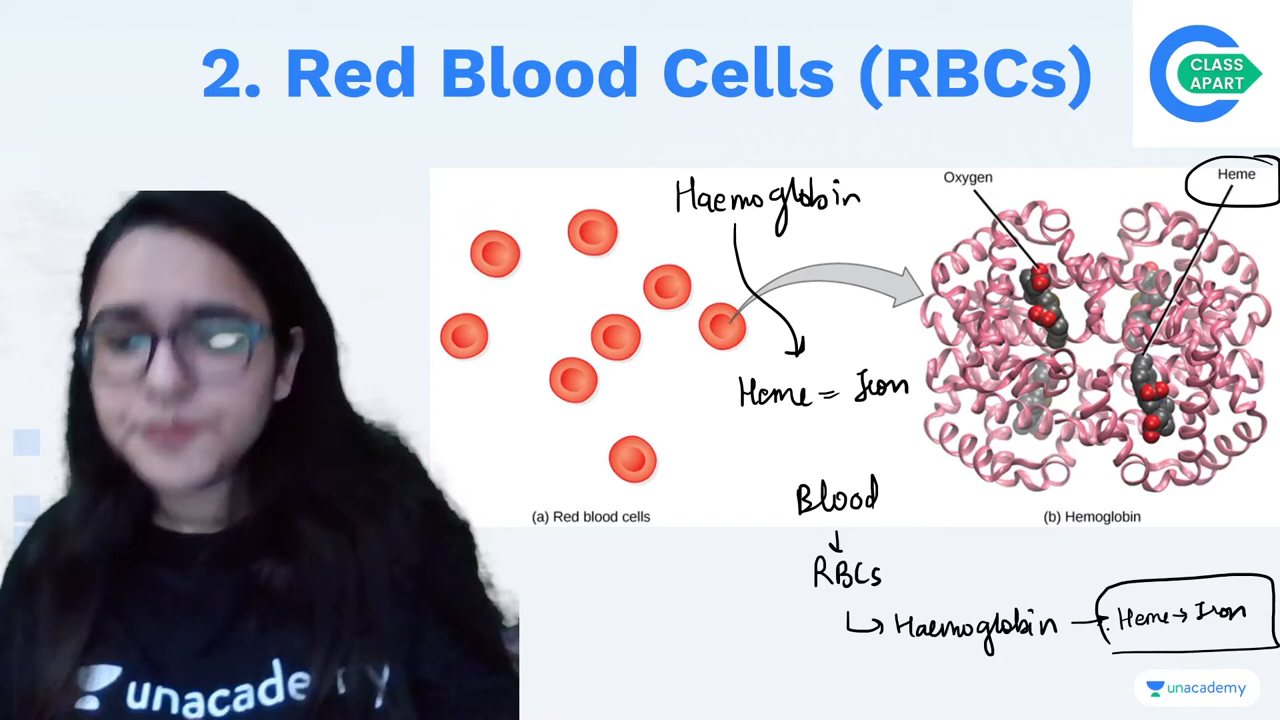 2. Red Blood Cells (RBCs)
CLASS
APART
Haemoglobin
Oxygen
Heme
Heme = Iron
(a) Red blood cells
(b) Hemoglobin
Blood
RBCs
Haemoglobin → Heme → Iron
unacademy
unacademy